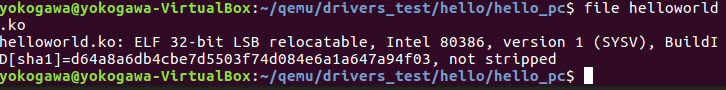 yokogawa@yokogawa-VirtualBox:~/qemu/drivers_test/hello/hello_pc$ file helloworld
.ko
helloworld.ko: ELF 32-bit LSB relocatable, Intel 80386, version 1 (SYSV), BuildI
D[sha1]=d64a8a6db4cbe7d5503f74d084e6a1a647a94f03, not stripped
yokogawa@yokogawa-VirtualBox:~/qemu/drivers_test/hello/hello_pc$